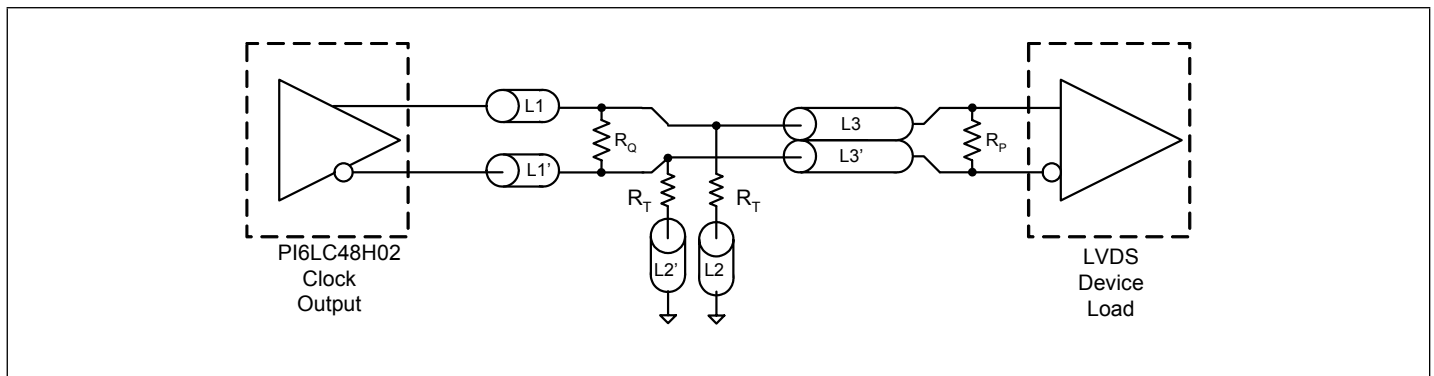 L1
L1’
R_Q
R_T
R_T
L2’
L2
L3
L3’
R_P
PI6LC48H02
Clock
Output
LVDS
Device
Load